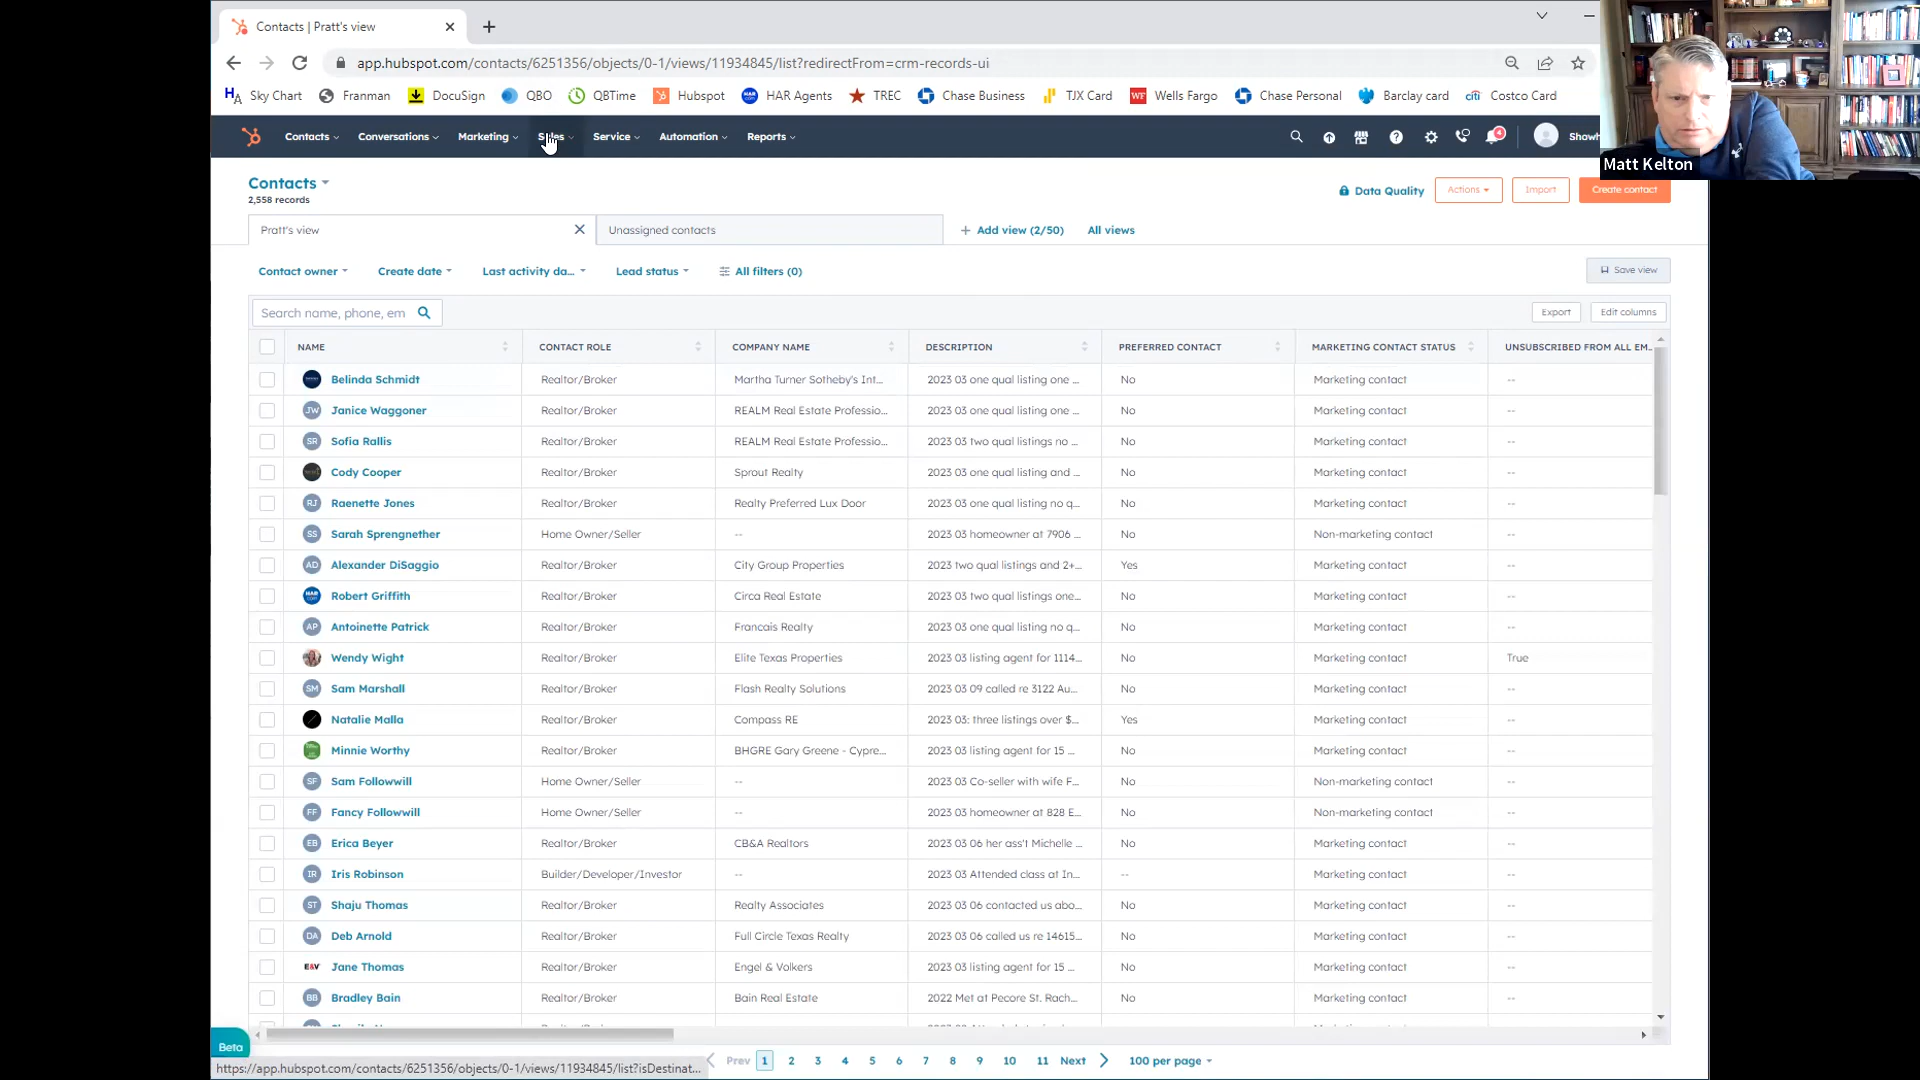 Contacts | Pratt's view
app.hubspot.com/contacts/6251356/objects/0-1/views/11934845/list?redirectFrom=crm-records-ui
Sky Chart Franman DocuSign QBO QBTime Hubspot HAR Agents TREC Chase Business TJX Card Wells Fargo Chase Personal Barclay card Costco Card
Contacts Conversations Marketing Sales Service Automation Reports 4
Matt Kelton
Contacts
2,558 records
Data Quality Actions Import Create contact
Pratt's view Unassigned contacts + Add view (2/50) All views
Contact owner Create date Last activity da... Lead status All filters (0) Save view
Search name, phone, em Export Edit columns
NAME CONTACT ROLE COMPANY NAME DESCRIPTION PREFERRED CONTACT MARKETING CONTACT STATUS UNSUBSCRIBED FROM ALL EM...
Belinda Schmidt Realtor/Broker Martha Turner Sotheby's Int... 2023 03 one qual listing one ... No Marketing contact --
JW Janice Waggoner Realtor/Broker REALM Real Estate Professio... 2023 03 one qual listing one ... No Marketing contact --
SR Sofia Rallis Realtor/Broker REALM Real Estate Professio... 2023 03 two qual listings no ... No Marketing contact --
Cody Cooper Realtor/Broker Sprout Realty 2023 03 one qual listing and ... No Marketing contact --
RJ Raenette Jones Realtor/Broker Realty Preferred Lux Door 2023 03 one qual listing no q... No Marketing contact --
SS Sarah Sprengnether Home Owner/Seller -- 2023 03 homeowner at 7906 ... No Non-marketing contact --
AD Alexander DiSaggio Realtor/Broker City Group Properties 2023 two qual listings and 2+... Yes Marketing contact --
HAR Robert Griffith Realtor/Broker Circa Real Estate 2023 two qual listings one... No Marketing contact --
AP Antoinette Patrick Realtor/Broker Francais Realty 2023 03 one qual listing no q... No Marketing contact --
Wendy Wight Realtor/Broker Elite Texas Properties 2023 03 listing agent for 1114... No Marketing contact True
SM Sam Marshall Realtor/Broker Flash Realty Solutions 2023 03 09 called re 3122 Au... No Marketing contact --
Natalie Malla Realtor/Broker Compass RE 2023 03: three listings over $... Yes Marketing contact --
Minnie Worthy Realtor/Broker BHGRE Gary Greene - Cypre... 2023 03 listing agent for 15 ... No Marketing contact --
SF Sam Followwill Home Owner/Seller -- 2023 03 Co-seller with wife F... No Non-marketing contact --
FF Fancy Followwill Home Owner/Seller -- 2023 03 homeowner at 828 E... No Non-marketing contact --
EB Erica Beyer Realtor/Broker CB&A Realtors 2023 03 06 her ass't Michelle ... No Marketing contact --
IR Iris Robinson Builder/Developer/Investor -- 2023 03 Attended class at In... -- Marketing contact --
ST Shaju Thomas Realtor/Broker Realty Associates 2023 03 06 contacted us abo... No Marketing contact --
DA Deb Arnold Realtor/Broker Full Circle Texas Realty 2023 03 06 called us re 14615... No Marketing contact --
E&V Jane Thomas Realtor/Broker Engel & Volkers 2023 03 listing agent for 15 ... No Marketing contact --
BB Bradley Bain Realtor/Broker Bain Real Estate 2022 Met at Pecore St. Rach... No Marketing contact --
Beta
Prev 1 2 3 4 5 6 7 8 9 10 11 Next 100 per page
https://app.hubspot.com/contacts/6251356/objects/0-1/views/11934845/list?isDestinat...